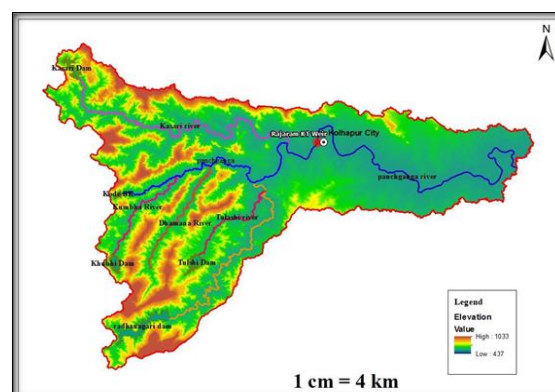 N
Kasari Dam
Kasari river
Rajaram KT Weir
Kolhapur City
panchganga
panchganga river
Kumbhi River
Dhamana River
Tulashi river
Kumbhi Dam
Tulshi Dam
radhanagari dam
Legend
Elevation
Value
High : 1033
Low : 437
1 cm = 4 km